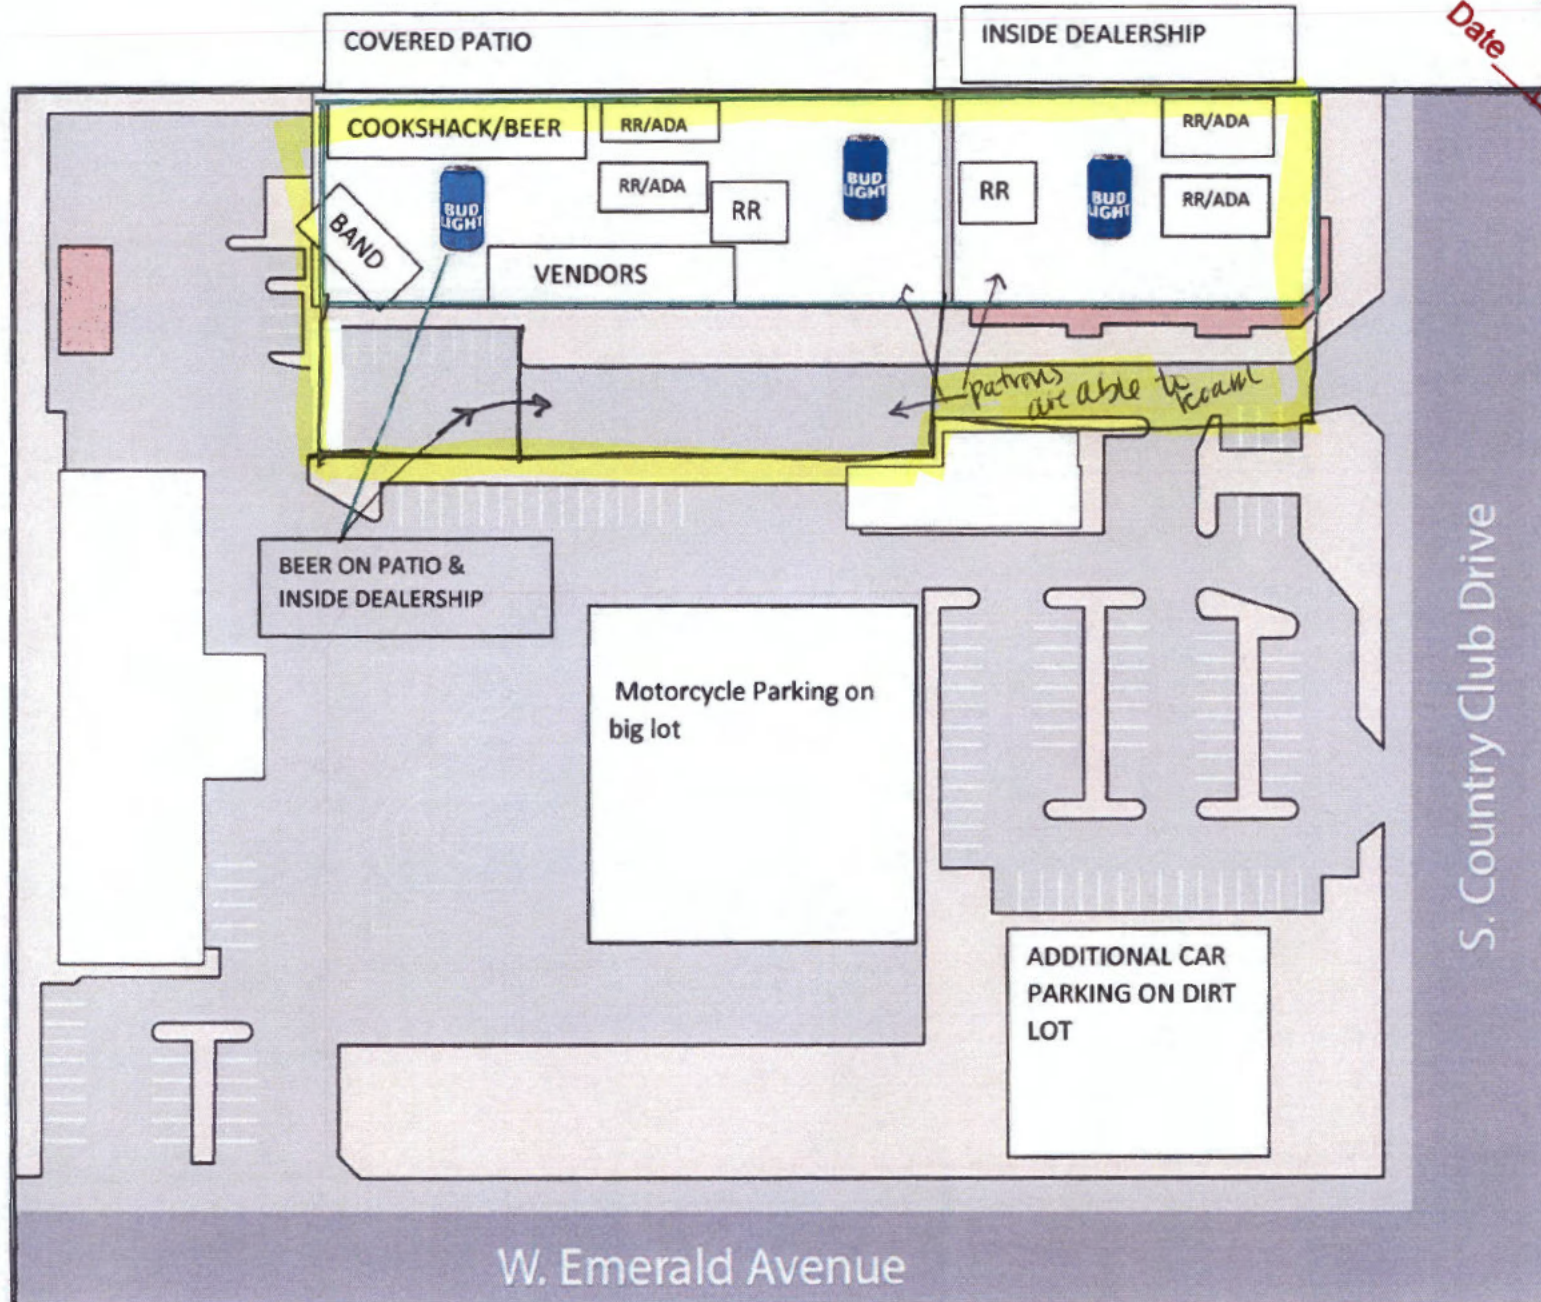 COVERED PATIO
INSIDE DEALERSHIP
Date
COOKSHACK/BEER
RR/ADA
RR/ADA
RR
BAND
VENDORS
BUD
LIGHT
BUD
LIGHT
RR
BUD
LIGHT
RR/ADA
RR/ADA
patrons
are able to
roam
BEER ON PATIO &
INSIDE DEALERSHIP
Motorcycle Parking on
big lot
ADDITIONAL CAR
PARKING ON DIRT
LOT
S. Country Club Drive
W. Emerald Avenue